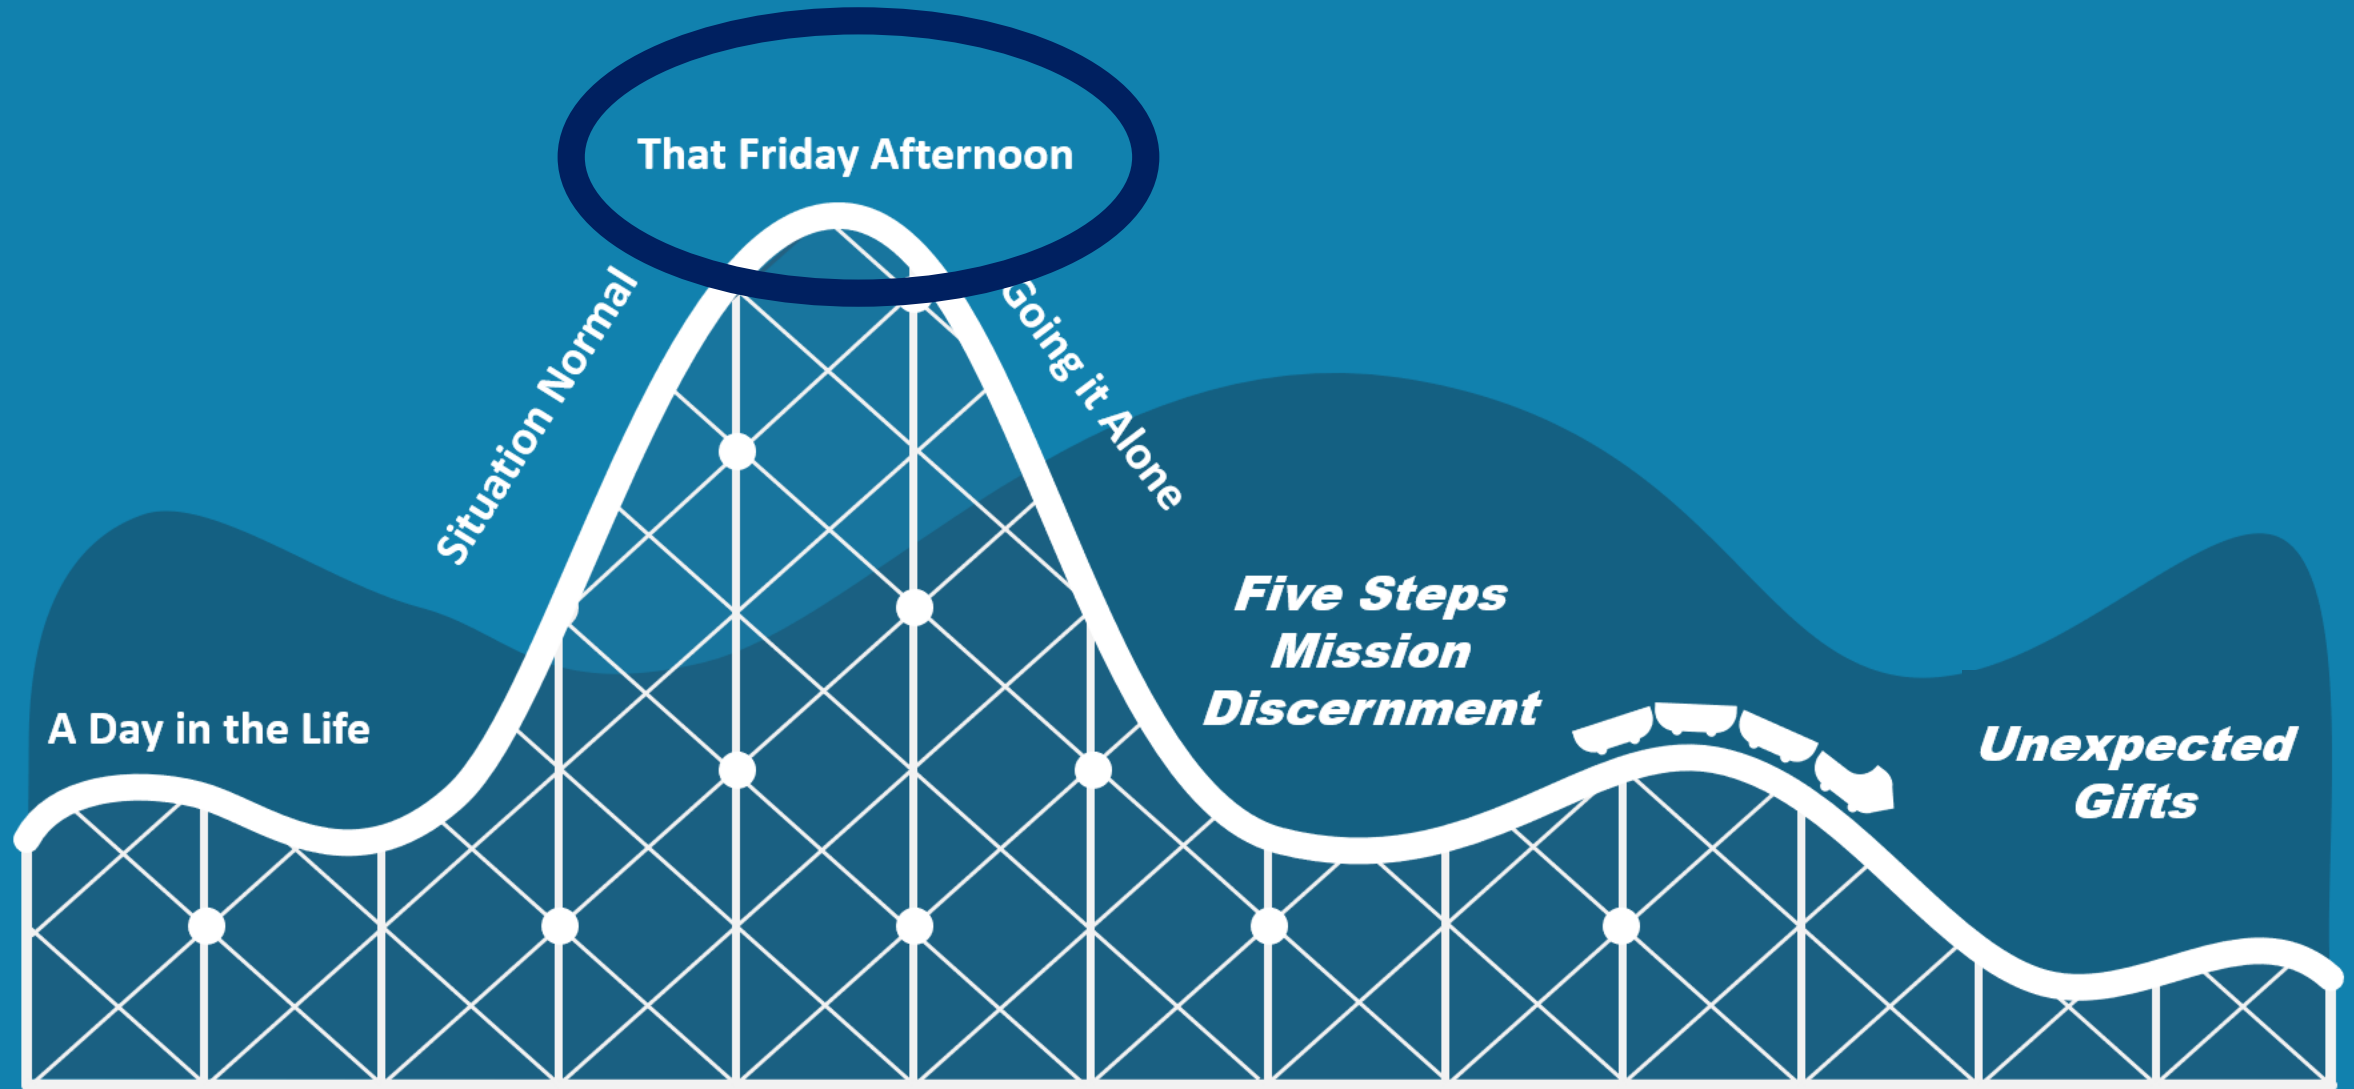 That Friday Afternoon
Situation Normal
Going it Alone
A Day in the Life
Five Steps
Mission
Discernment
Unexpected
Gifts